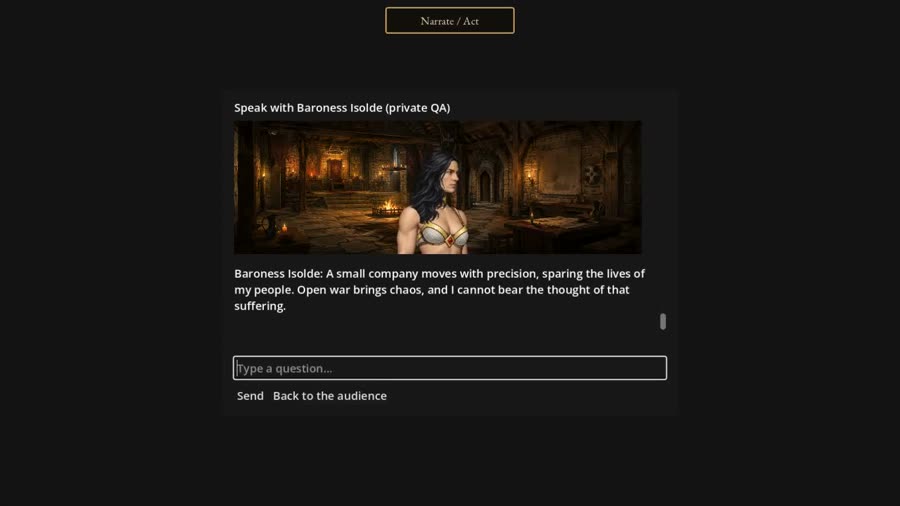 Narrate / Act
Speak with Baroness Isolde (private QA)
Baroness Isolde: A small company moves with precision, sparing the lives of
my people. Open war brings chaos, and I cannot bear the thought of that
suffering.
Type a question...
Send Back to the audience